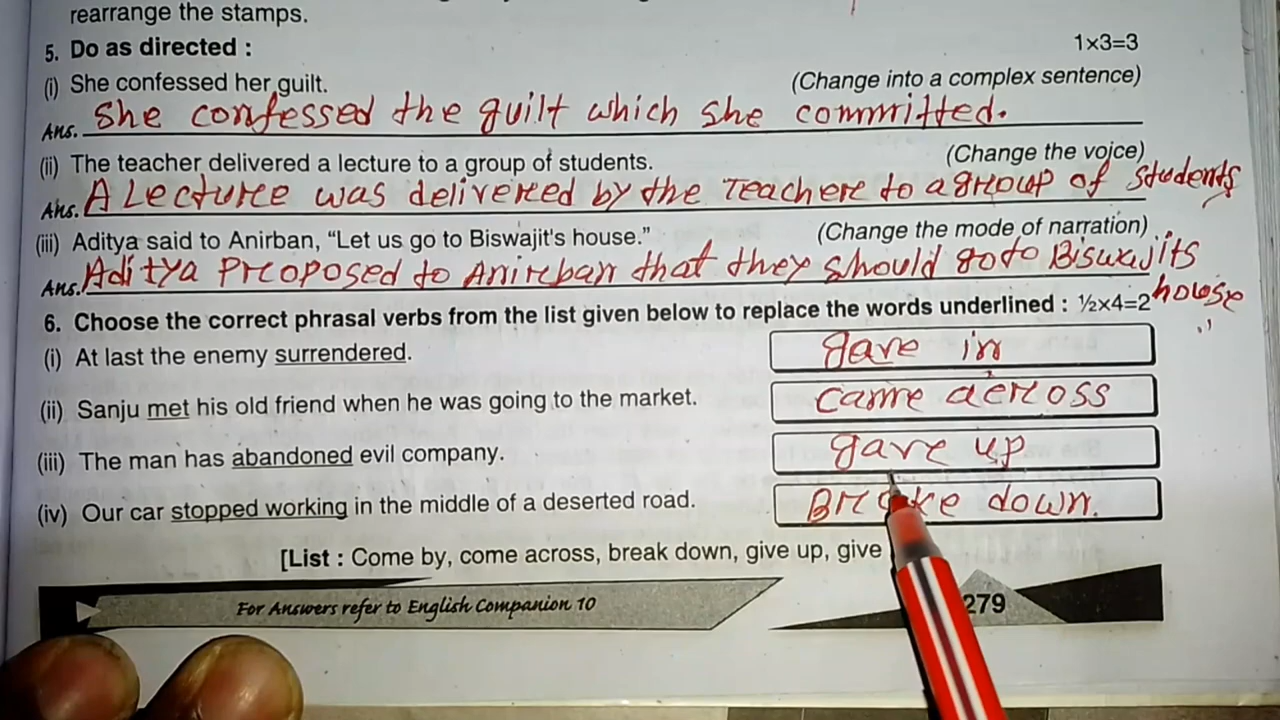 rearrange the stamps.
5. Do as directed : 1×3=3
(i) She confessed her guilt. (Change into a complex sentence)
Ans. She confessed the guilt which she committed.
(ii) The teacher delivered a lecture to a group of students. (Change the voice)
Ans. A Lecture was delivered by the Teacher to a group of students
(iii) Aditya said to Anirban, “Let us go to Biswajit's house.” (Change the mode of narration)
Ans. Aditya Proposed to Anirban that they should go to Biswajits house
6. Choose the correct phrasal verbs from the list given below to replace the words underlined : ½×4=2
(i) At last the enemy surrendered. gave in
(ii) Sanju met his old friend when he was going to the market. came across
(iii) The man has abandoned evil company. gave up
(iv) Our car stopped working in the middle of a deserted road. Broke down.
[List : Come by, come across, break down, give up, give
For Answers refer to English Companion 10
279